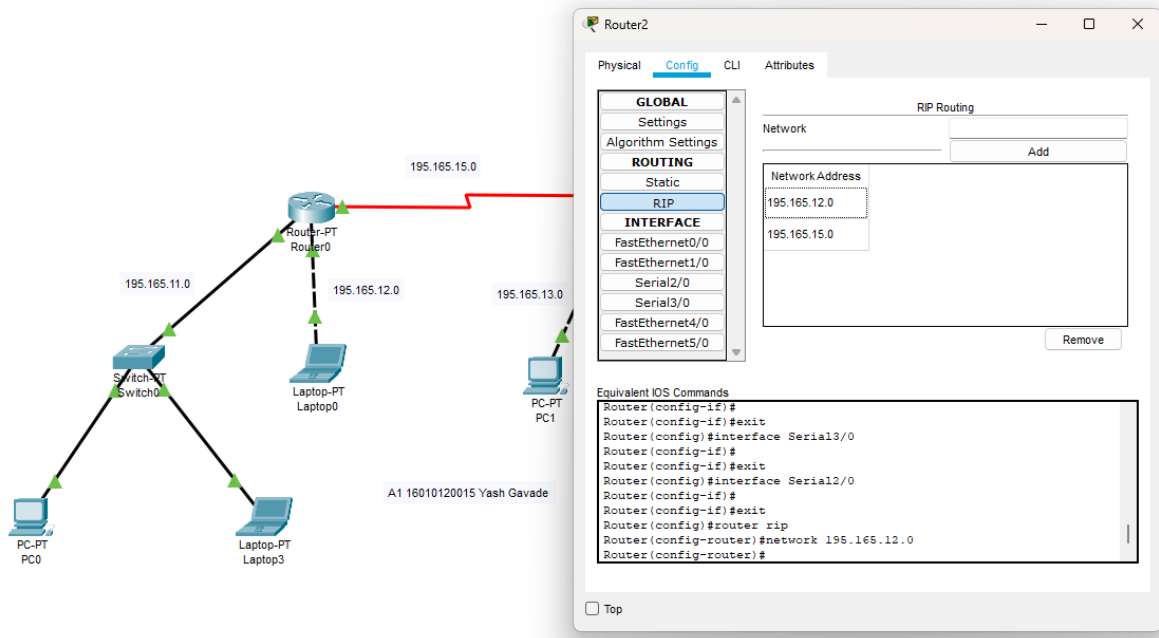 Router2
Physical
Config
CLI
Attributes
GLOBAL
Settings
Algorithm Settings
ROUTING
Static
RIP
INTERFACE
FastEthernet0/0
FastEthernet1/0
Serial2/0
Serial3/0
FastEthernet4/0
FastEthernet5/0
RIP Routing
Network
Add
Network Address
195.165.12.0
195.165.15.0
Remove
Equivalent IOS Commands
Router(config-if)#
Router(config-if)#exit
Router(config)#interface Serial3/0
Router(config-if)#
Router(config-if)#exit
Router(config)#interface Serial2/0
Router(config-if)#
Router(config-if)#exit
Router(config)#router rip
Router(config-router)#network 195.165.12.0
Router(config-router)#
Top
195.165.15.0
Router-PT
Router0
195.165.11.0
195.165.12.0
195.165.13.0
Switch-PT
Switch0
Laptop-PT
Laptop0
PC-PT
PC1
A1 16010120015 Yash Gavade
PC-PT
PC0
Laptop-PT
Laptop3